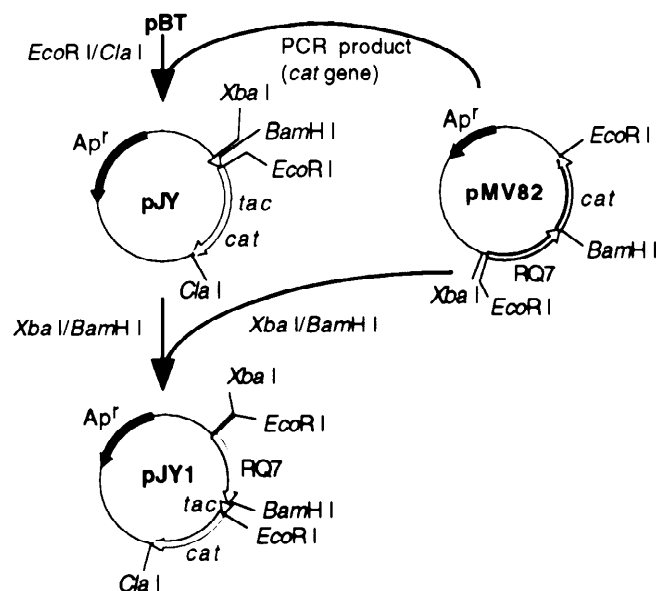 pBT
EcoR I/Cla I
PCR product
(cat gene)
Xba I
BamH I
EcoR I
Apʳ
pJY
tac
cat
Cla I
Apʳ
EcoR I
pMV82
cat
BamH I
RQ7
Xba I
EcoR I
Xba I/BamH I
Xba I/BamH I
Xba I
EcoR I
Apʳ
RQ7
pJY1
tac
BamH I
EcoR I
cat
Cla I